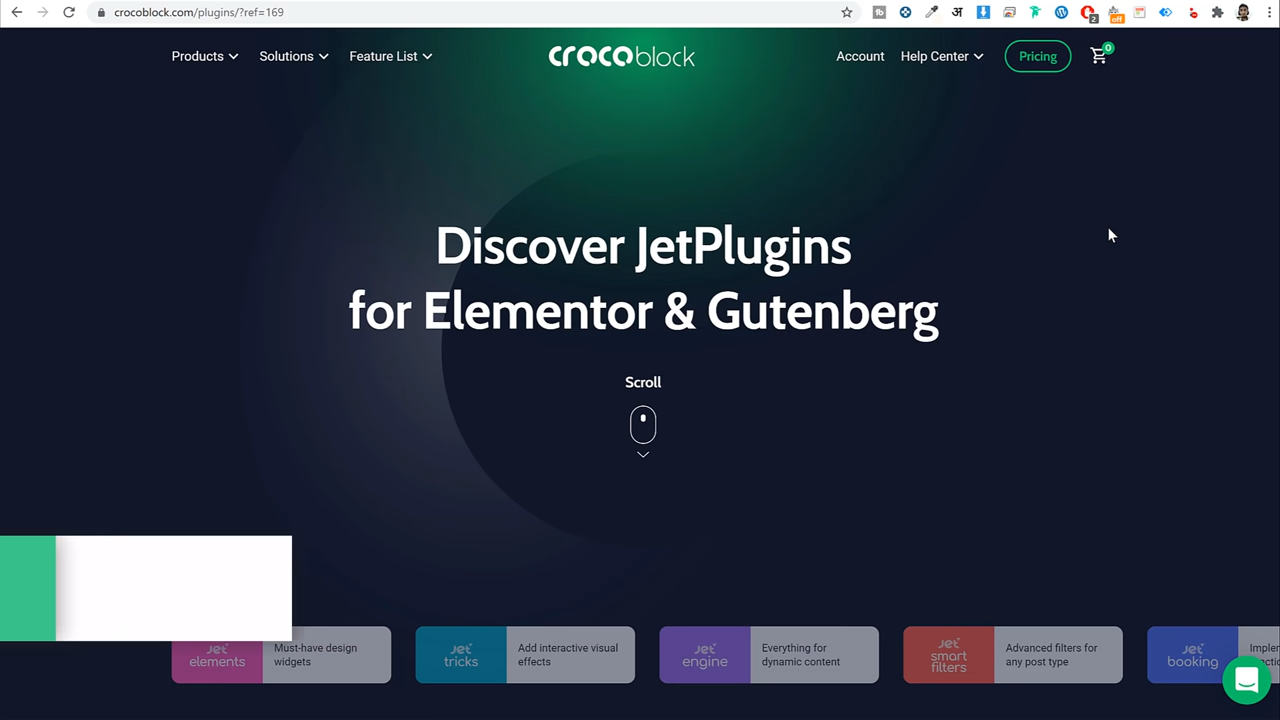 crocoblock.com/plugins/?ref=169
अ
2
off
Products
Solutions
Feature List
crocoblock
Account
Help Center
Pricing
0
Discover JetPlugins
for Elementor & Gutenberg
Scroll
jet elements
Must-have design
widgets
jet tricks
Add interactive visual
effects
jet engine
Everything for
dynamic content
jet smart filters
Advanced filters for
any post type
jet booking